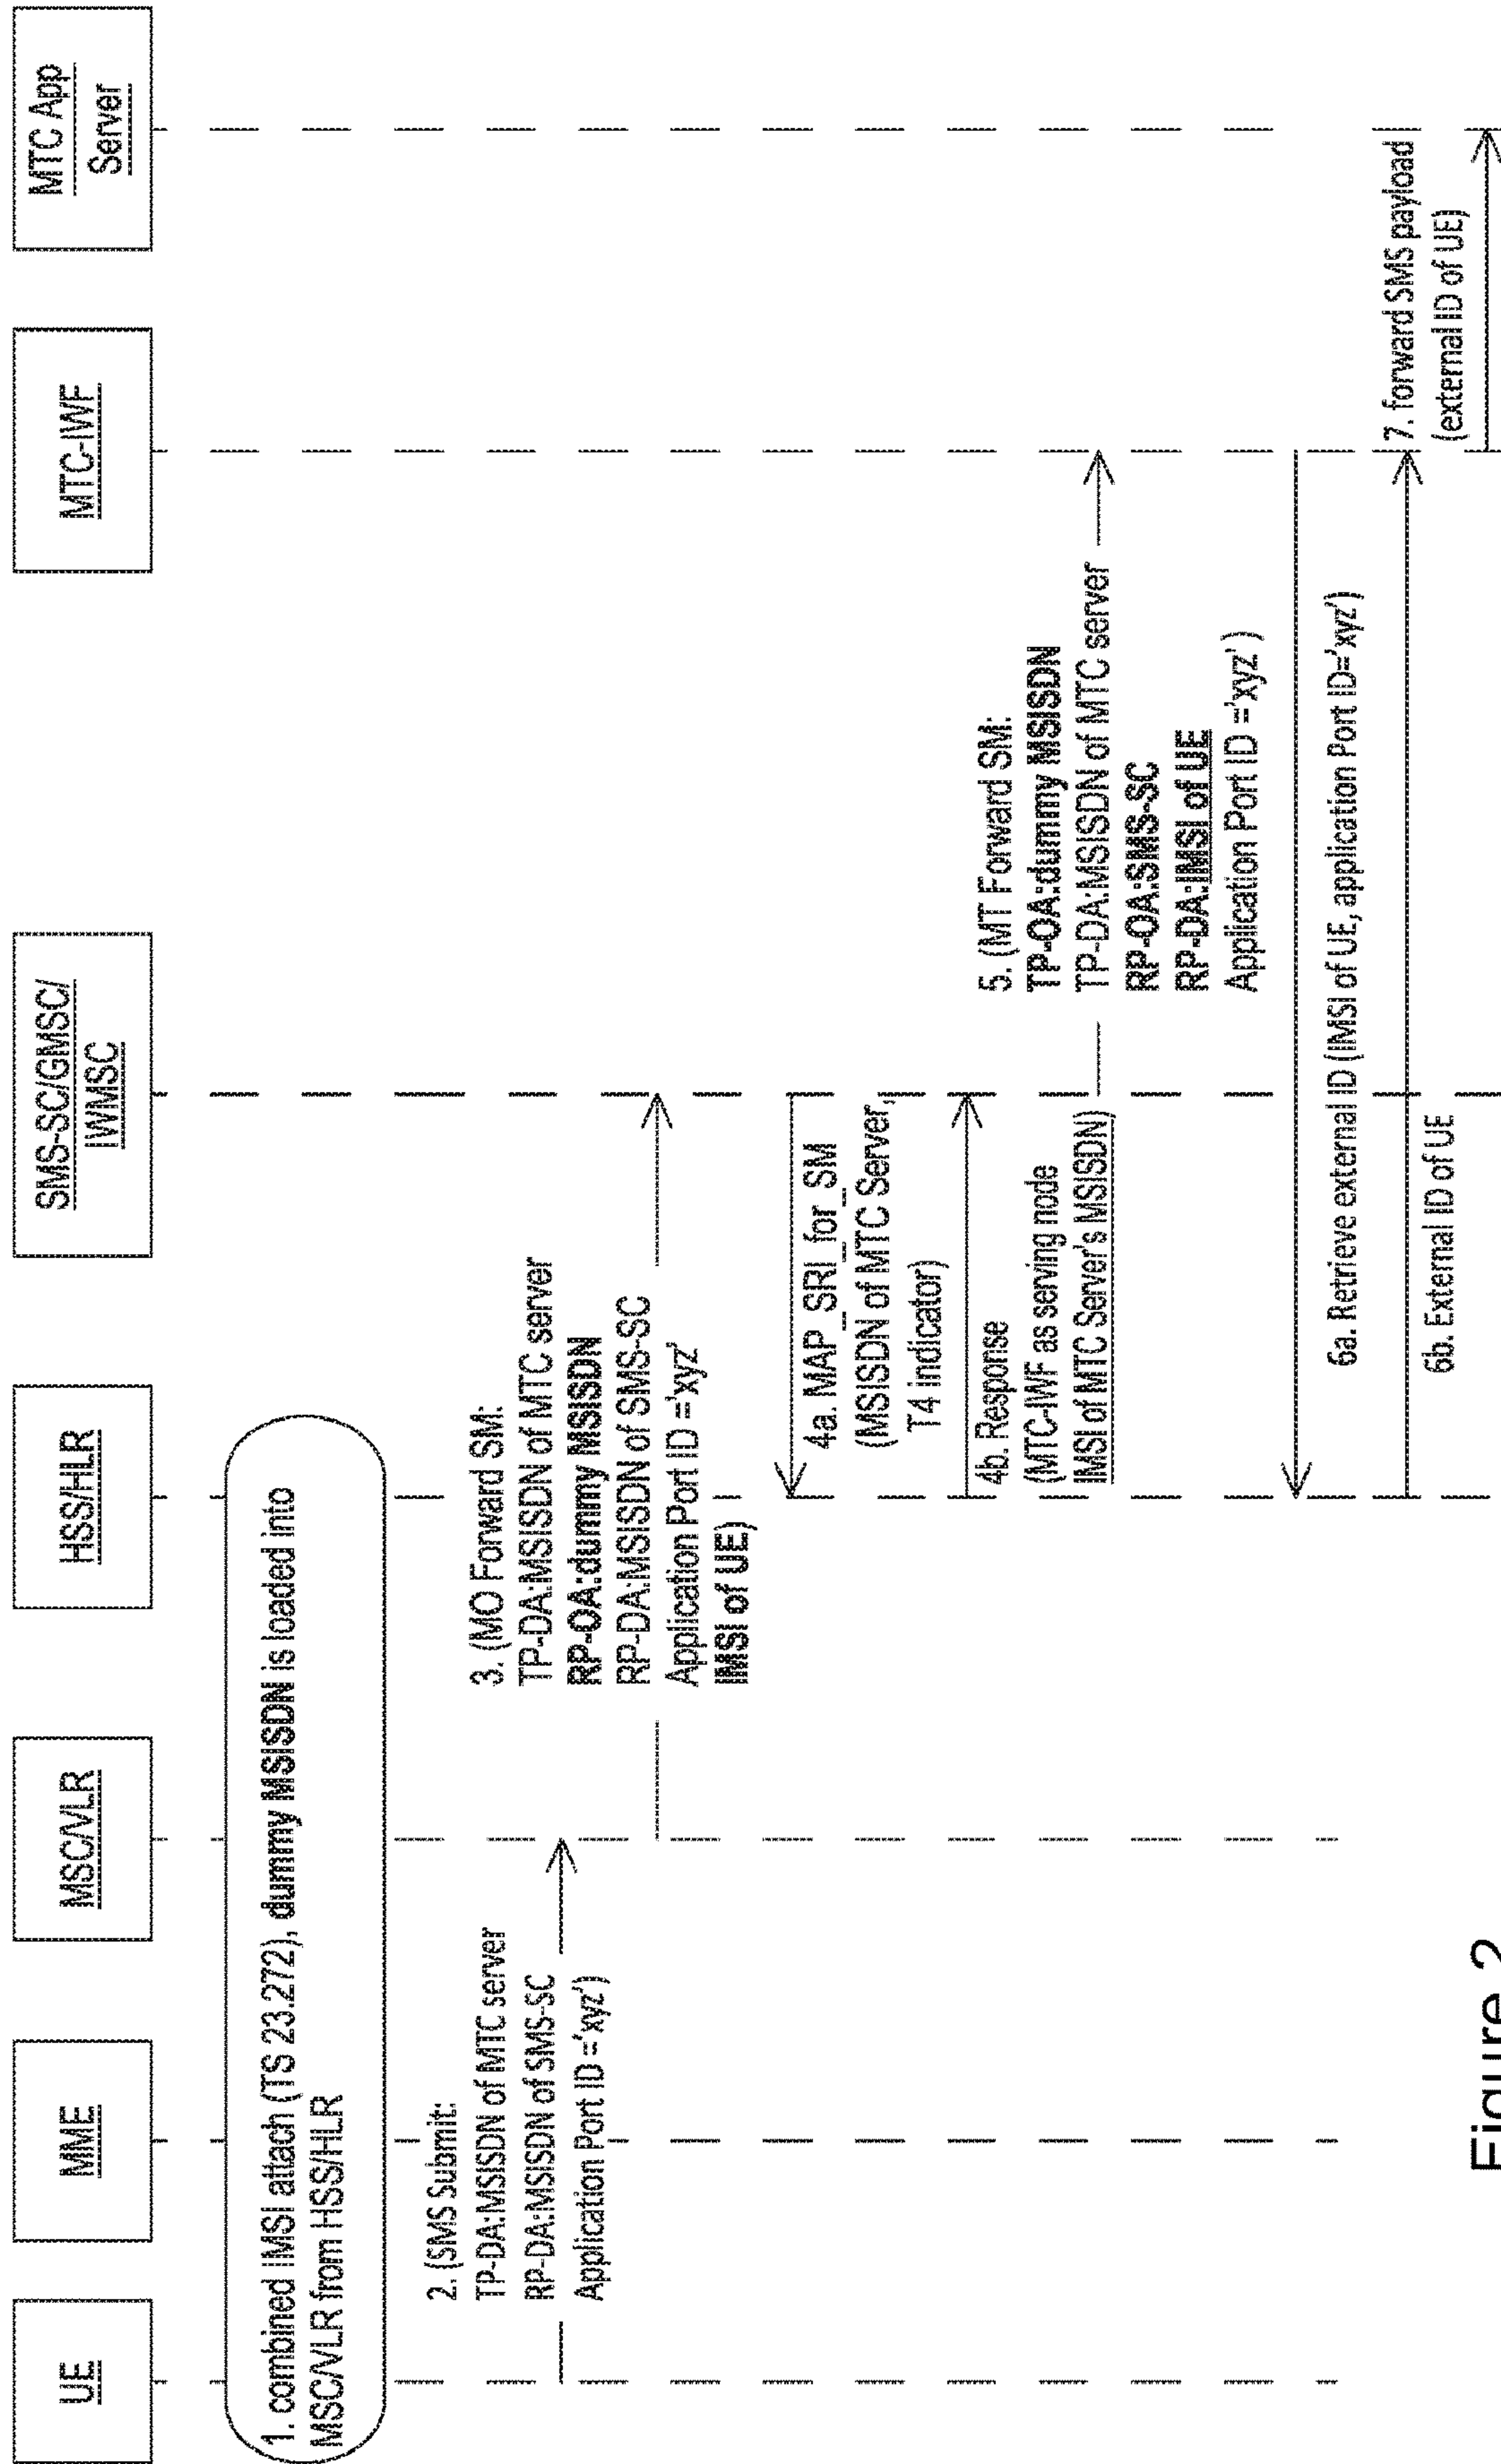 UE
MME
MSC/VLR
HSS/HLR
SMS-SC/GMSC/
IWMSC
MTC-IWF
MTC App
Server
1. combined IMSI attach (TS 23.272), dummy MSISDN is loaded into
MSC/VLR from HSS/HLR
2. (SMS Submit:
TP-DA:MSISDN of MTC server
RP-DA:MSISDN of SMS-SC
Application Port ID ='xyz')
3. (MO Forward SM:
TP-DA:MSISDN of MTC server
RP-OA:dummy MSISDN
RP-DA:MSISDN of SMS-SC
Application Port ID ='xyz'
IMSI of UE)
4a. MAP_SRI_for_SM
(MSISDN of MTC Server,
T4 indicator)
4b. Response
(MTC-IWF as serving node
IMSI of MTC Server's MSISDN)
5. (MT Forward SM:
TP-OA:dummy MSISDN
TP-DA:MSISDN of MTC server
RP-OA:SMS-SC
RP-DA:IMSI of UE
Application Port ID ='xyz')
6a. Retrieve external ID (IMSI of UE, application Port ID='xyz')
6b. External ID of UE
7. forward SMS payload
(external ID of UE)
Figure 2